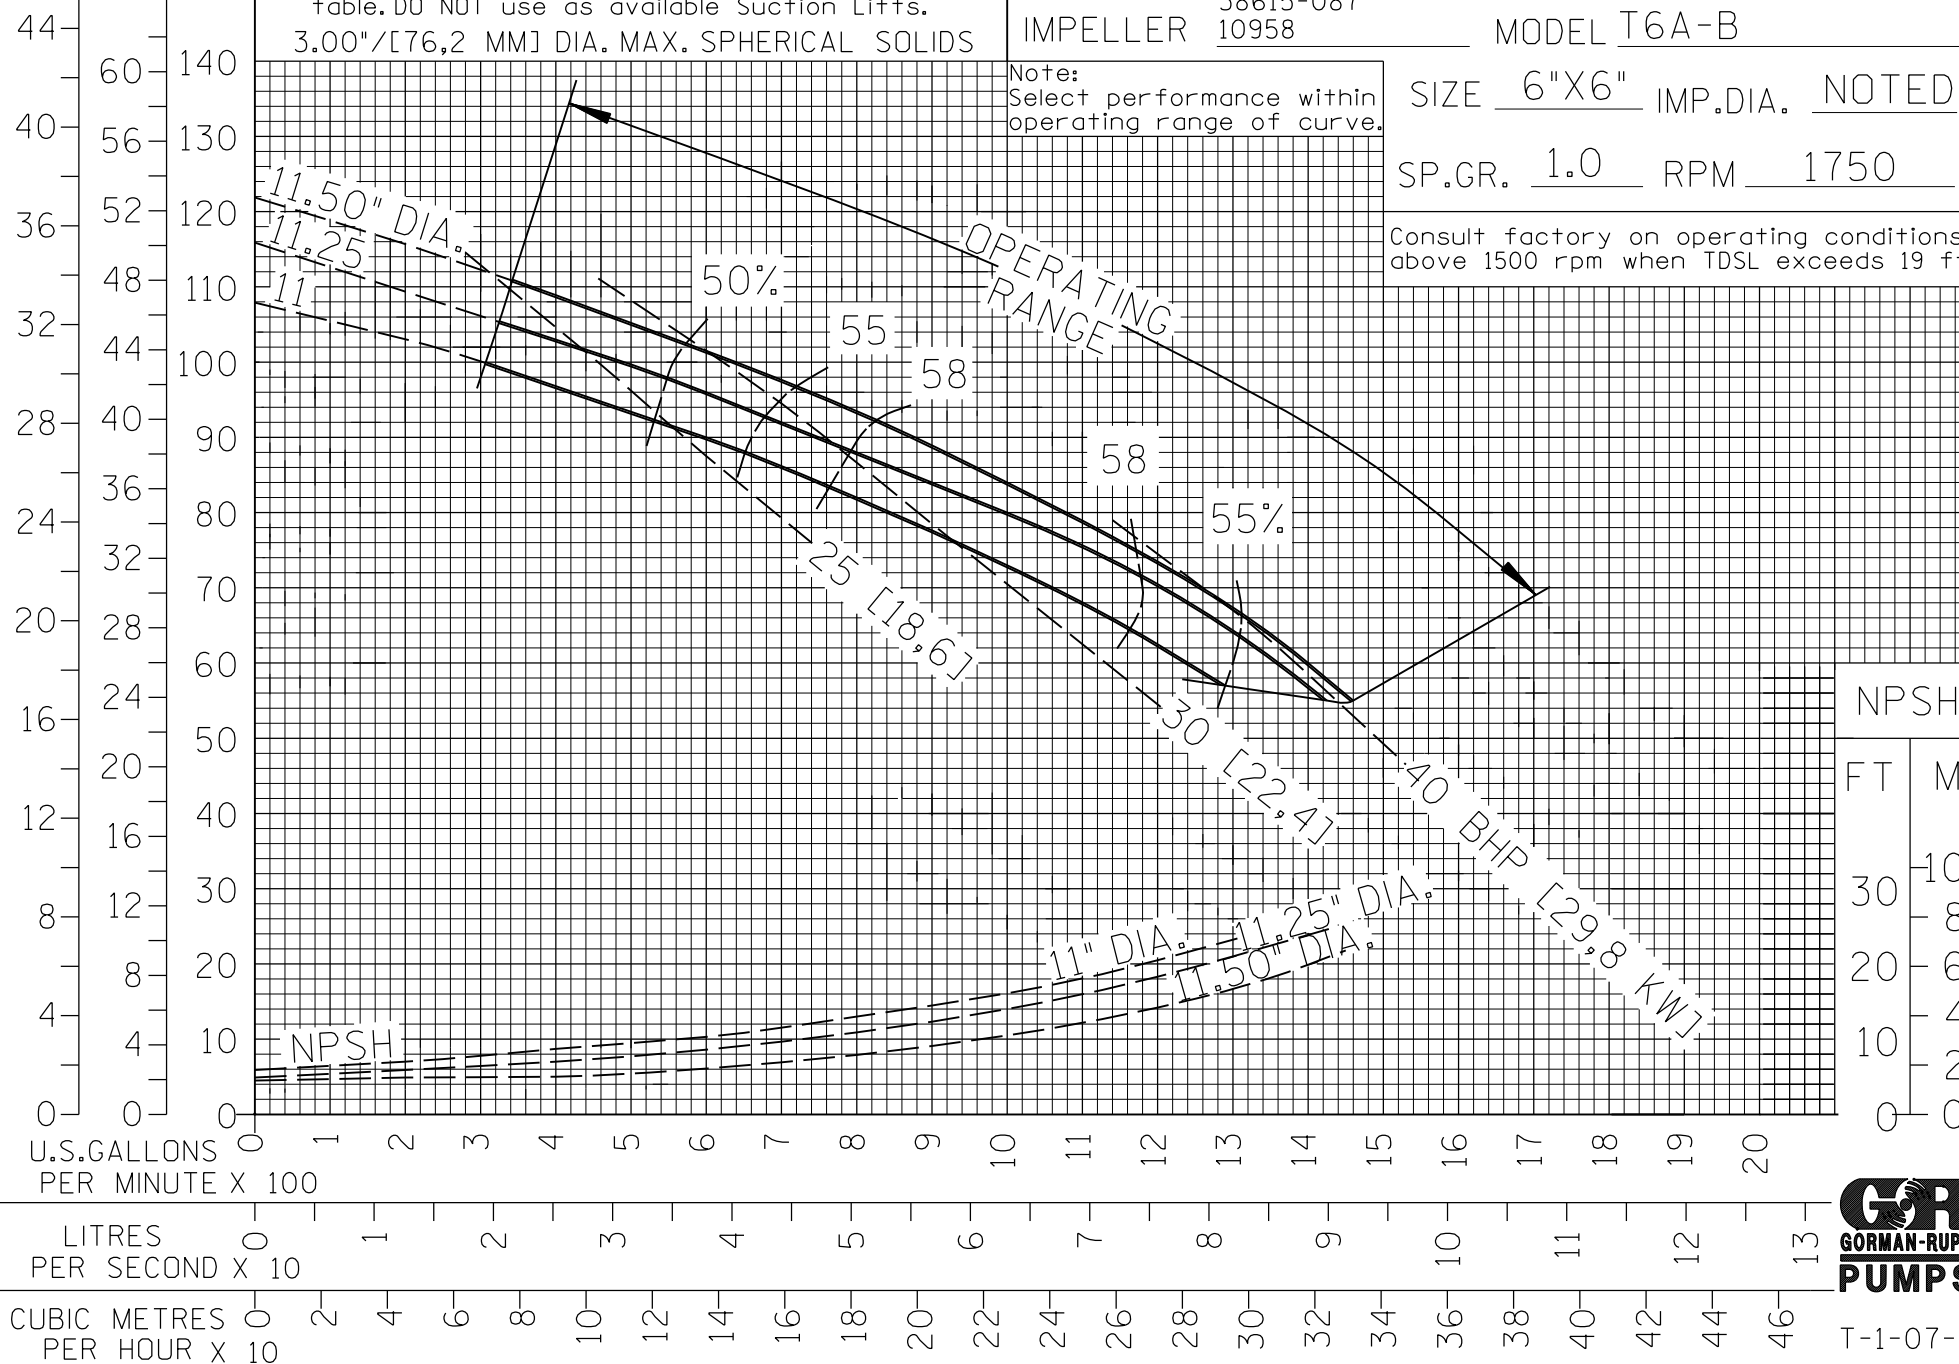 table. DO NOT use as available Suction Lifts.
3.00"/[76,2 MM] DIA. MAX. SPHERICAL SOLIDS
IMPELLER 10958
MODEL T6A-B
Note:
Select performance within
operating range of curve.
SIZE 6"X6" IMP.DIA. NOTED
SP.GR. 1.0 RPM 1750
Consult factory on operating conditions
above 1500 rpm when TDSL exceeds 19
44
40
36
32
28
24
20
16
12
8
4
0
60
56
52
48
44
40
36
32
28
24
20
16
12
8
4
0
140
130
120
110
100
90
80
70
60
50
40
30
20
10
0
11.50" DIA.
11.25
11
50%
55
58
OPERATING
RANGE
58
55%
25 [18,6]
30 [22,4]
40 BHP [29,8 KW]
11" DIA.
11.25" DIA.
11.50" DIA.
NPSH
NPSH
FT
30
20
10
0
U.S.GALLONS
PER MINUTE X 100
0 1 2 3 4 5 6 7 8 9 10 11 12 13 14 15 16 17 18 19 20
LITRES
PER SECOND X 10
0 1 2 3 4 5 6 7 8 9 10 11 12 13
CUBIC METRES
PER HOUR X 10
0 2 4 6 8 10 12 14 16 18 20 22 24 26 28 30 32 34 36 38 40 42 44 46
GORMAN-RUP
PUMPS
T-1-07-